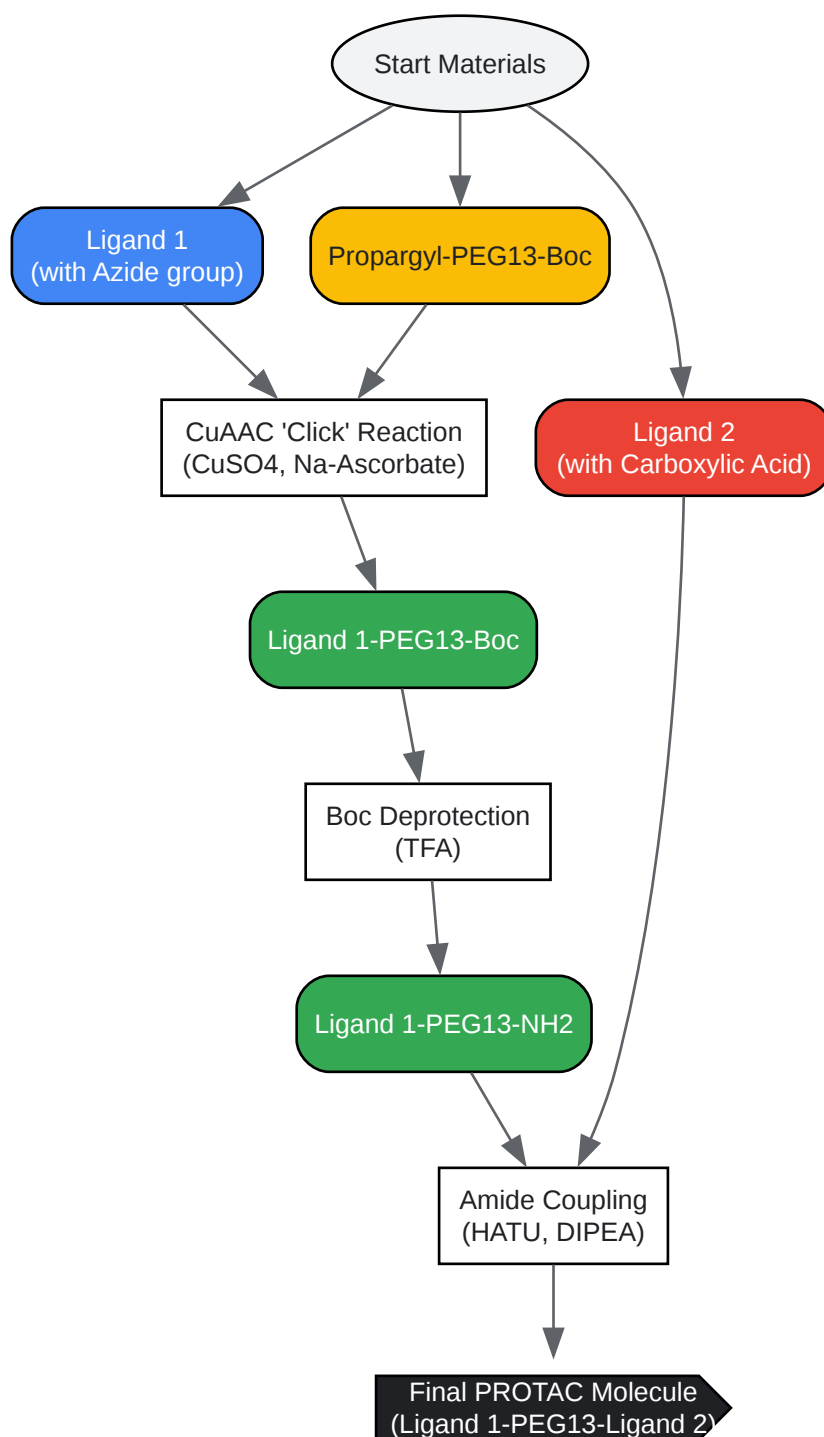 Start Materials
Ligand 1
(with Azide group)
Propargyl-PEG13-Boc
CuAAC 'Click' Reaction
(CuSO4, Na-Ascorbate)
Ligand 2
(with Carboxylic Acid)
Ligand 1-PEG13-Boc
Boc Deprotection
(TFA)
Ligand 1-PEG13-NH2
Amide Coupling
(HATU, DIPEA)
Final PROTAC Molecule
(Ligand 1-PEG13-Ligand 2)